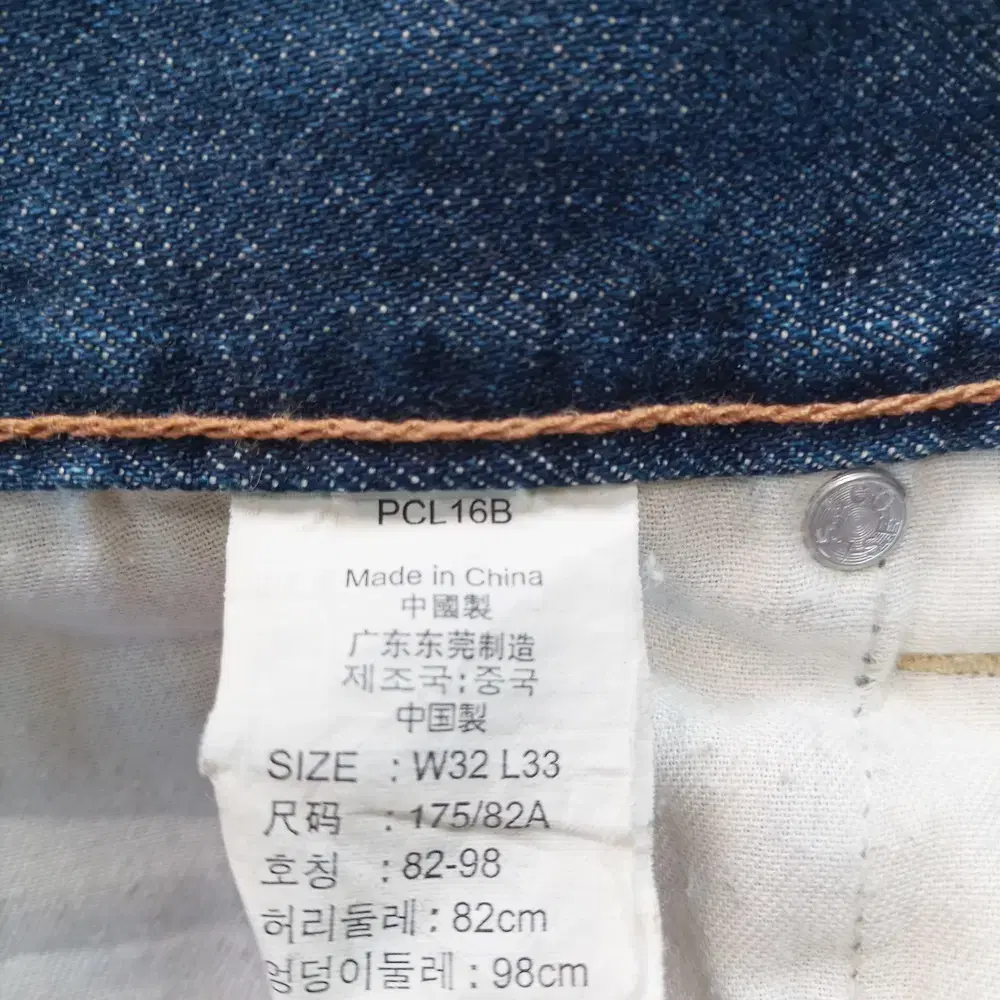 PCL16B
Made in China
中國製
广东东莞制造
제조국:중국
中国製
SIZE : W32 L33
尺码 : 175/82A
호칭 : 82-98
허리둘레 : 82cm
엉덩이둘레 : 98cm